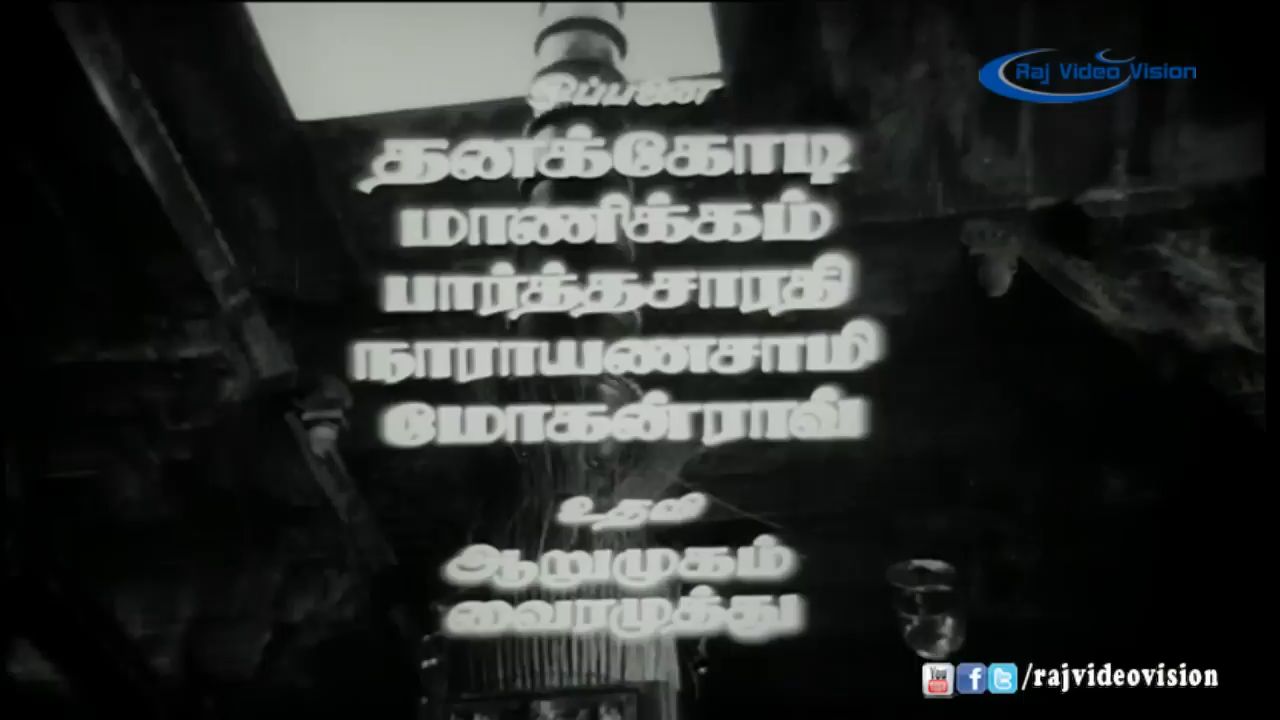 Raj Video Vision
ஒப்பனை
தனக்கோடி
மாணிக்கம்
பார்த்தசாரதி
நாராயணசாமி
மோகன்ராவ்
உதவி
ஆறுமுகம்
வைரமுத்து
/rajvideovision